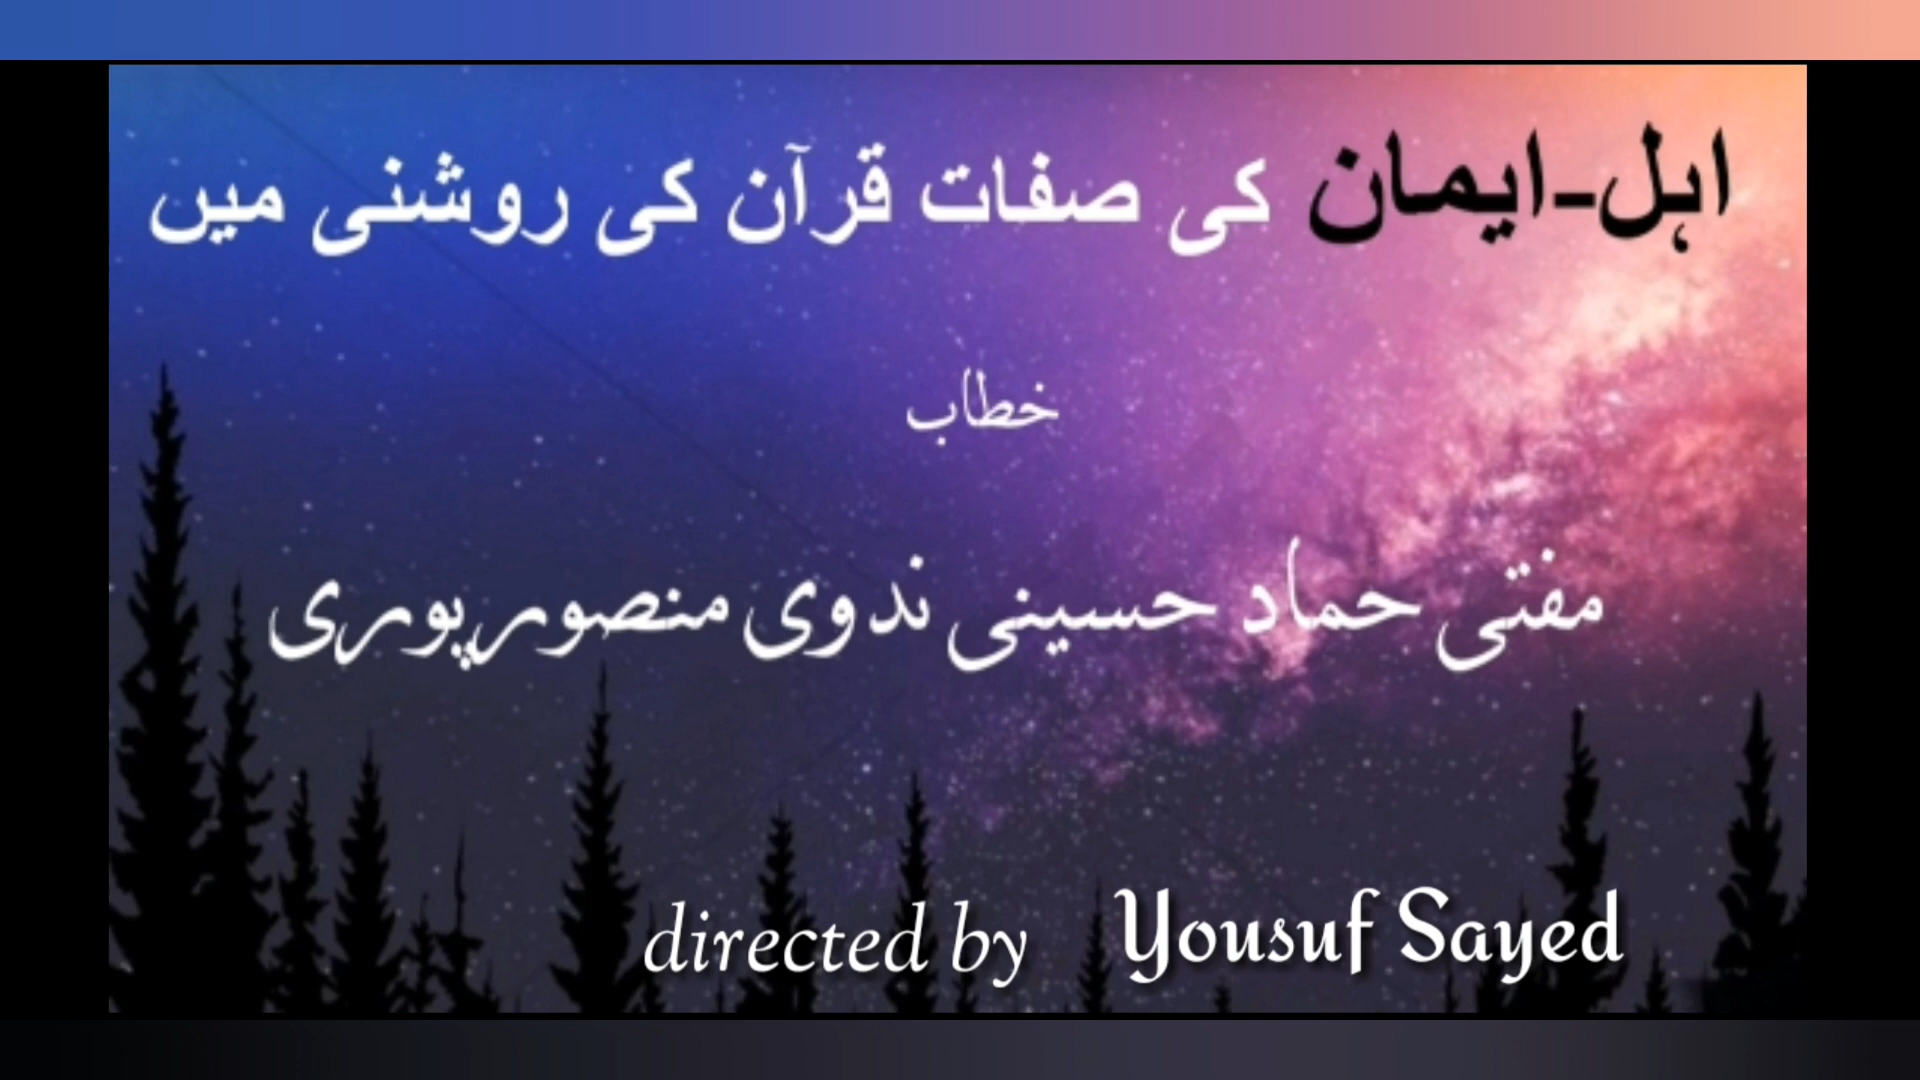 اہل-ایمان کی صفات قرآن کی روشنی میں
خطاب
مفتی حماد حسینی ندوی منصورپوری
directed by Yousuf Sayed